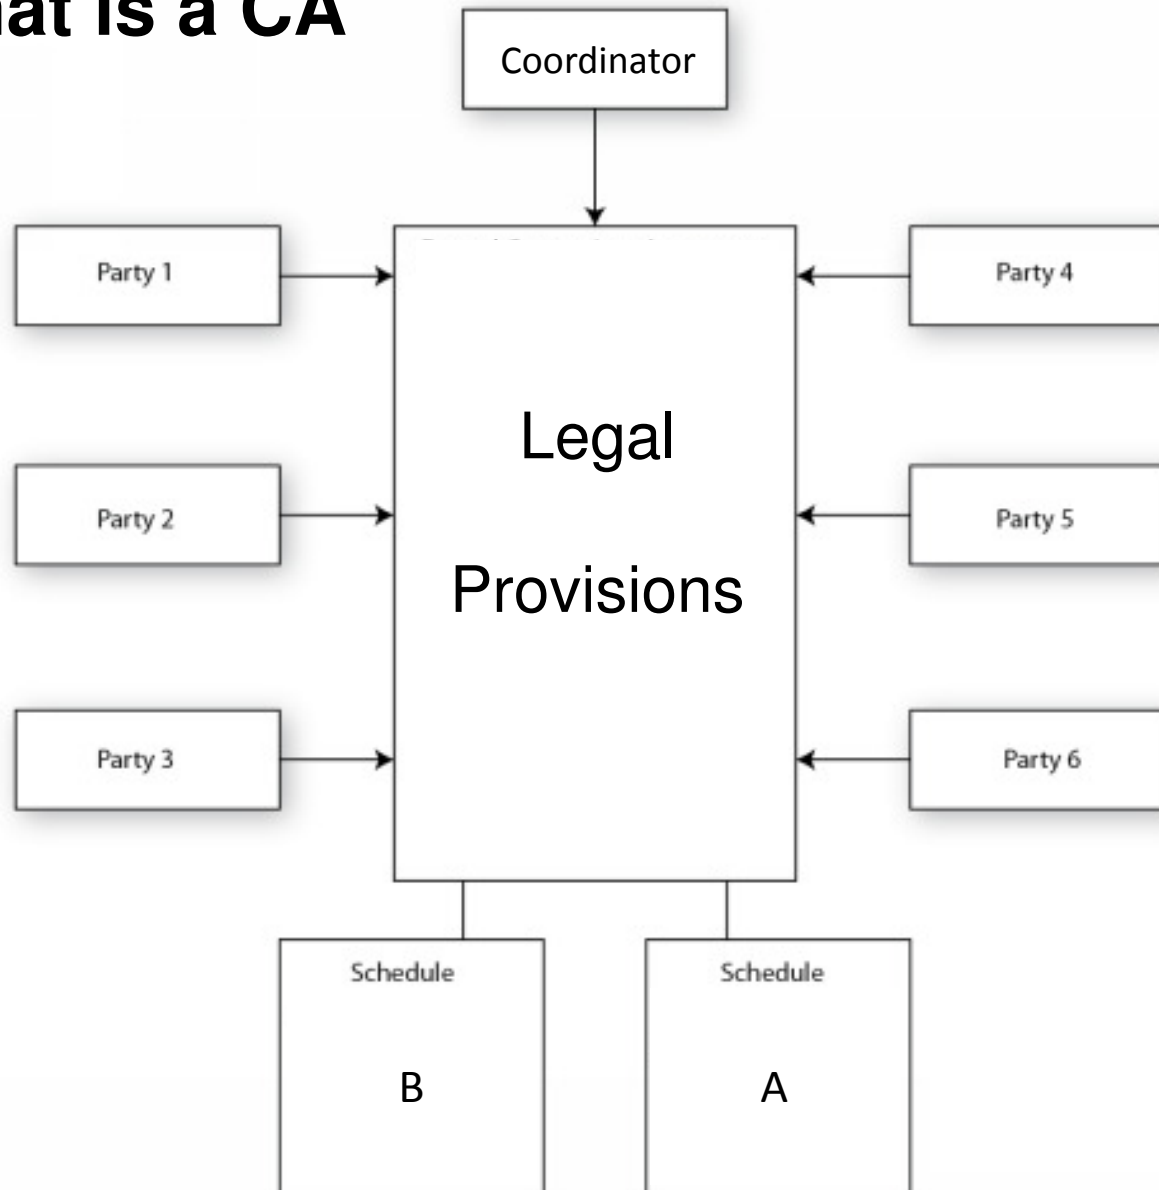 is a CA
Coordinator
Party 1
Party 4
Legal
Party 2
Party 5
Provisions
Party 3
Party 6
Schedule
Schedule
B
A